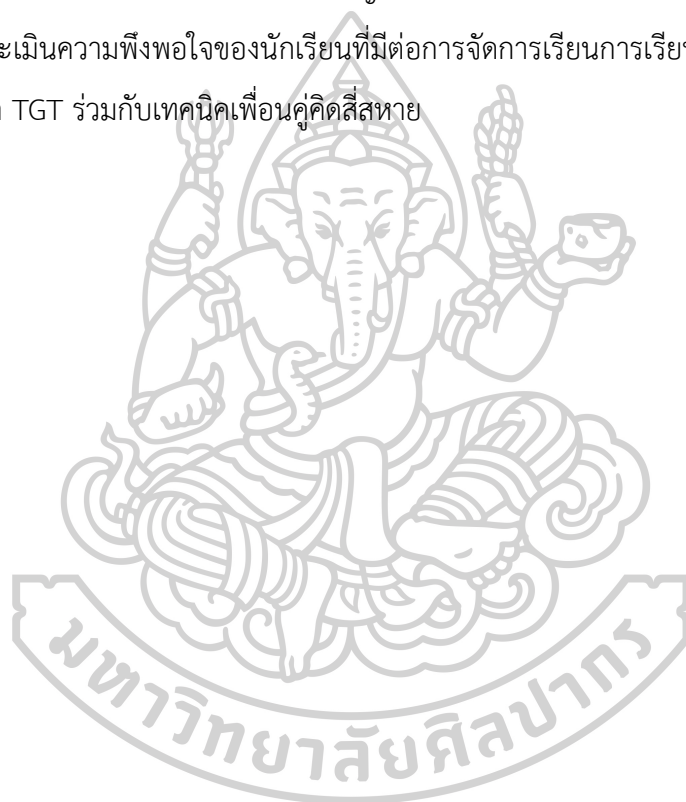 ะเมินความพึงพอใจของนักเรียนที่มีต่อการจัดการเรียนการเรีย
TGT ร่วมกับเทคนิคเพื่อนคู่คิดสี่สหาย
มหาวิทยาลัยศิลปากร